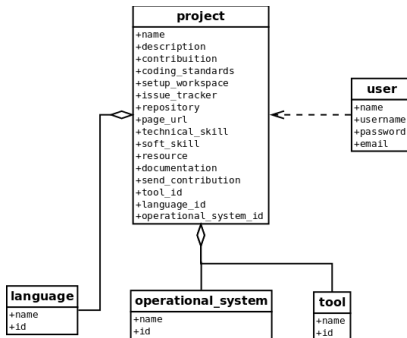 project
+name
+description
+contribuition
+coding_standards
+setup_workspace
+issue_tracker
+repository
+page_url
+technical_skill
+soft_skill
+resource
+documentation
+send_contribution
+tool_id
+language_id
+operational_system_id
user
+name
+username
+password
+email
language
+name
+id
operational_system
+name
+id
tool
+name
+id